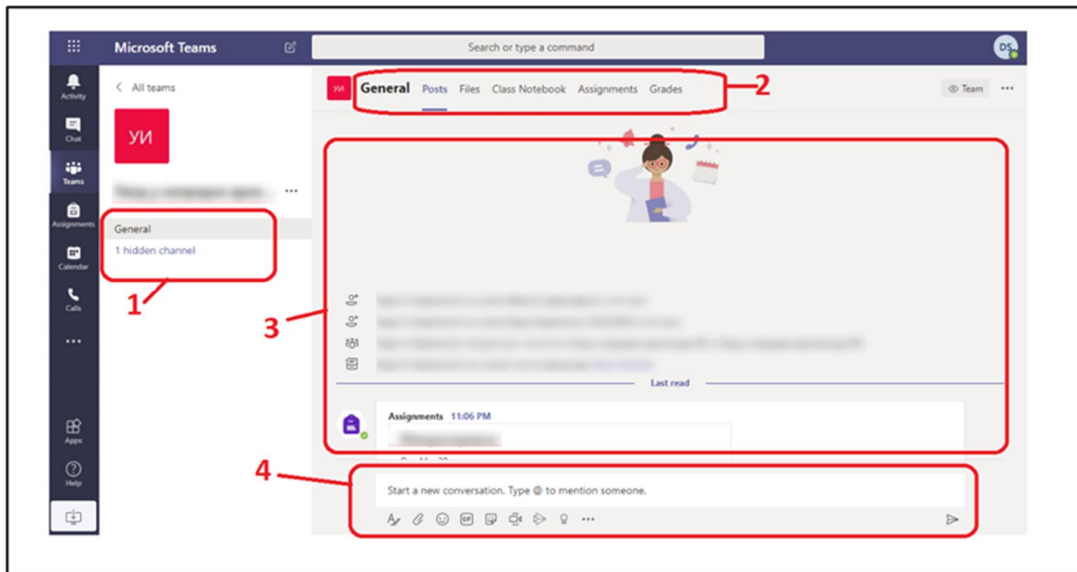 Microsoft Teams
Search or type a command
DS
Activity
Chat
Teams
Assignments
Calendar
Calls
Apps
Help
All teams
УИ
General
1 hidden channel
1
УИ General Posts Files Class Notebook Assignments Grades
2
Team
3
Last read
Assignments 11:06 PM
4
Start a new conversation. Type @ to mention someone.
GIF